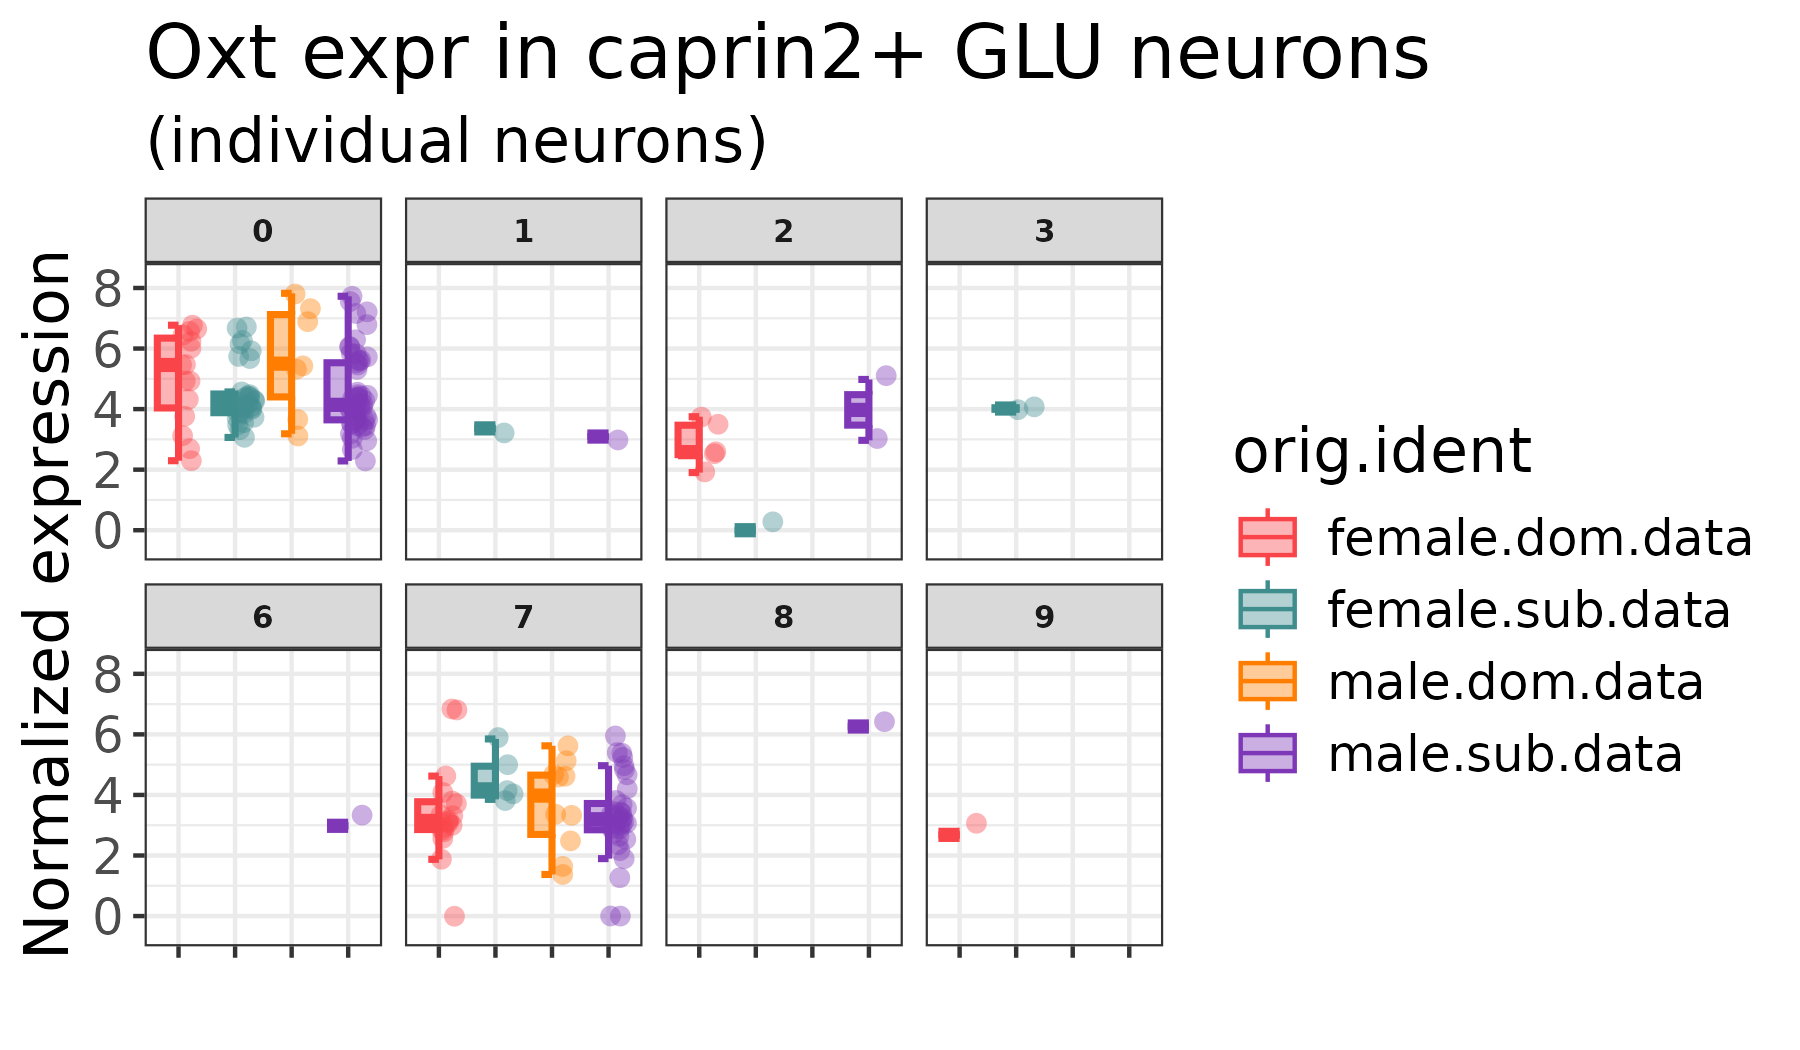 Oxt expr in caprin2+ GLU neurons
(individual neurons)
Normalized expression
0 1 2 3
8
6
4
2
0
6 7 8 9
8
6
4
2
0
orig.ident
female.dom.data
female.sub.data
male.dom.data
male.sub.data